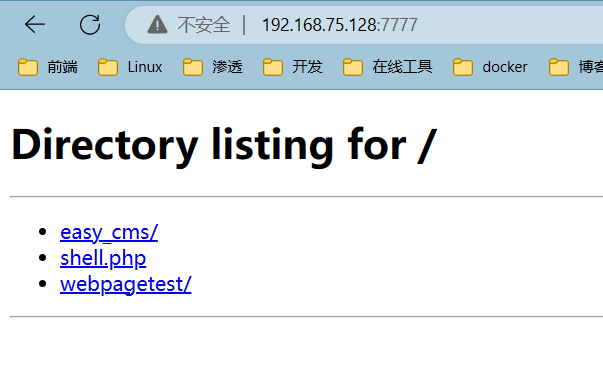 不安全 | 192.168.75.128:7777
前端 Linux 渗透 开发 在线工具 docker 博客
Directory listing for /
easy_cms/
shell.php
webpagetest/